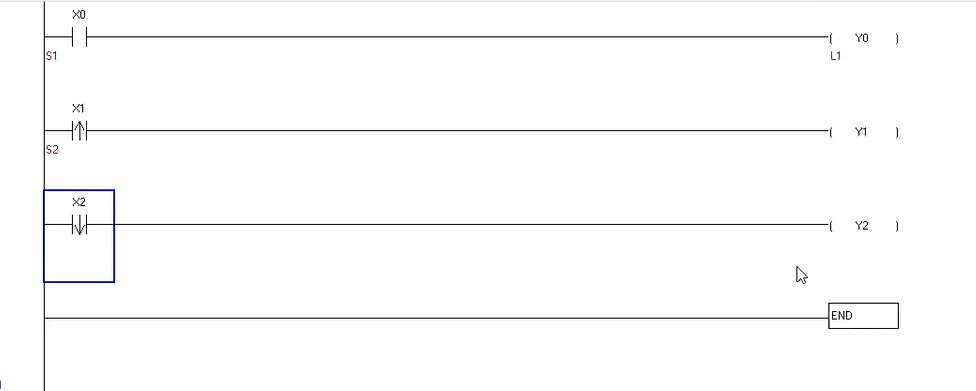 X0
( Y0 )
S1 L1
X1
( Y1 )
S2
X2
( Y2 )
END